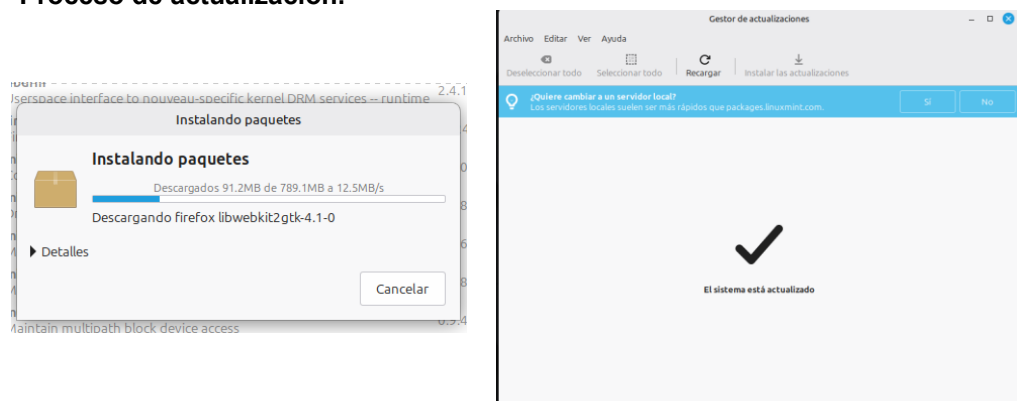 Proceso de actualización.
Userspace interface to nouveau-specific kernel DRM services -- runtime 2.4.1
Instalando paquetes
Instalando paquetes
Descargados 91.2MB de 789.1MB a 12.5MB/s
Descargando firefox libwebkit2gtk-4.1-0
Detalles
Cancelar
Maintain multipath block device access
Gestor de actualizaciones
Archivo Editar Ver Ayuda
Deseleccionar todo Seleccionar todo Recargar Instalar las actualizaciones
¿Quiere cambiar a un servidor local?
Los servidores locales suelen ser más rápidos que packages.linuxmint.com.
Sí No
El sistema está actualizado